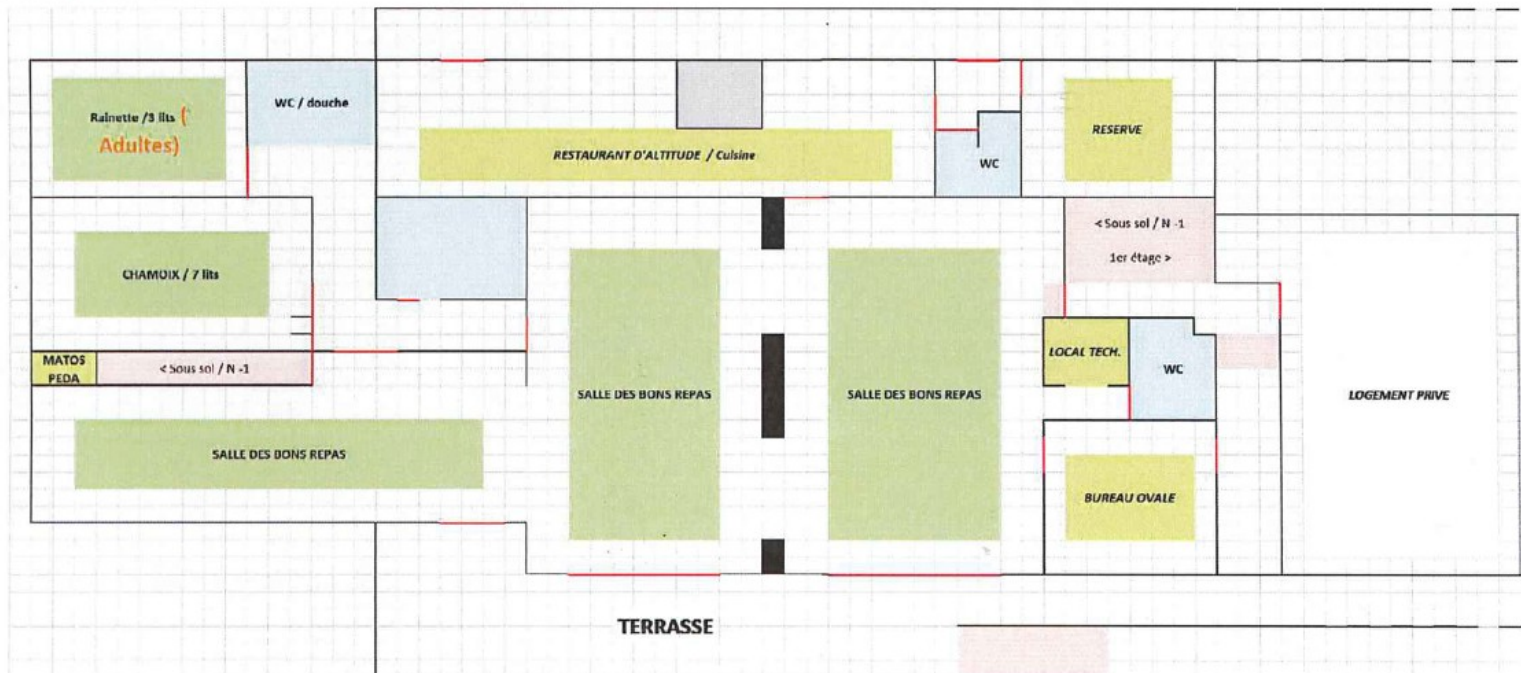 Rainette /3 lits (
Adultes)
WC / douche
RESTAURANT D'ALTITUDE / Cuisine
WC
RESERVE
CHAMOIX / 7 lits
< Sous sol / N -1
1er étage >
MATOS
PEDA
< Sous sol / N -1
SALLE DES BONS REPAS
SALLE DES BONS REPAS
SALLE DES BONS REPAS
LOCAL TECH.
WC
LOGEMENT PRIVE
BUREAU OVALE
TERRASSE